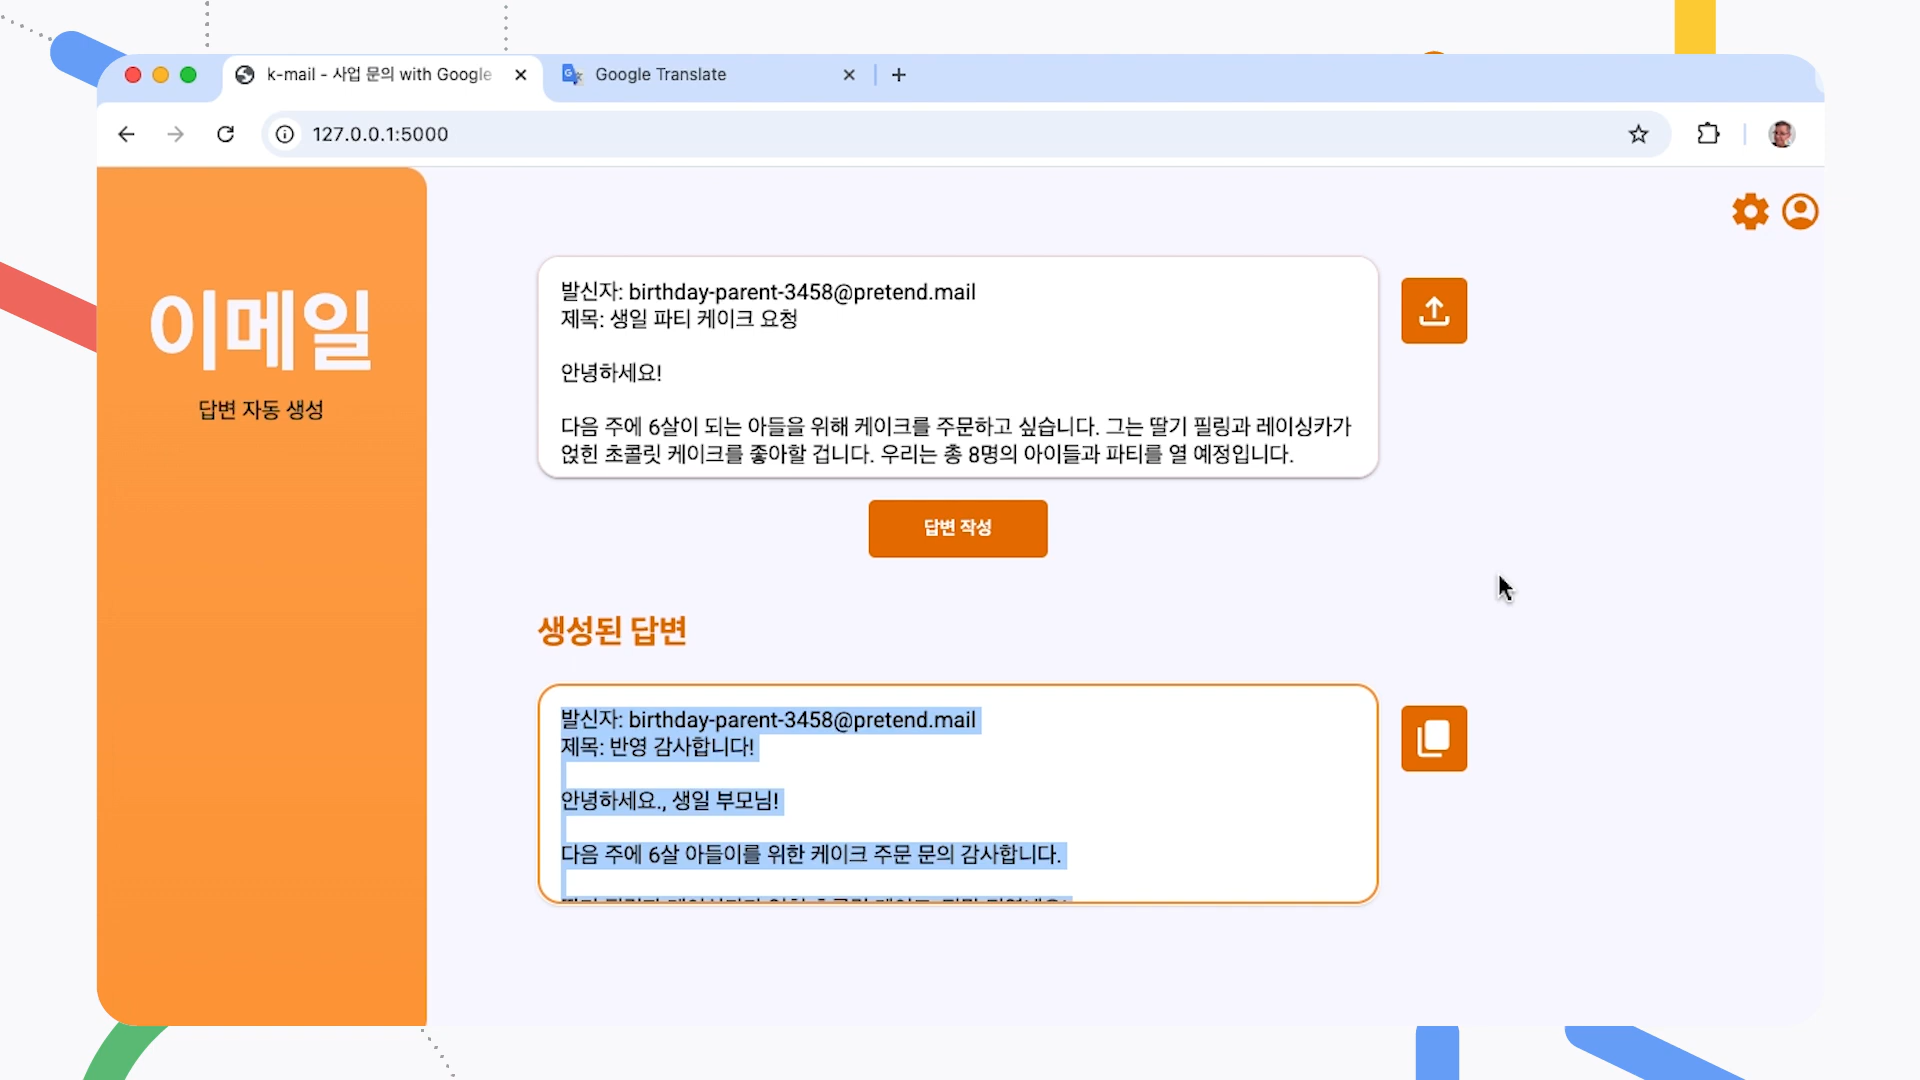 k-mail - 사업 문의 with Google
Google Translate
127.0.0.1:5000
이메일
답변 자동 생성
발신자: birthday-parent-3458@pretend.mail
제목: 생일 파티 케이크 요청
안녕하세요!
다음 주에 6살이 되는 아들을 위해 케이크를 주문하고 싶습니다. 그는 딸기 필링과 레이싱카가
얹힌 초콜릿 케이크를 좋아할 겁니다. 우리는 총 8명의 아이들과 파티를 열 예정입니다.
답변 작성
생성된 답변
발신자: birthday-parent-3458@pretend.mail
제목: 반영 감사합니다!
안녕하세요., 생일 부모님!
다음 주에 6살 아들이를 위한 케이크 주문 문의 감사합니다.